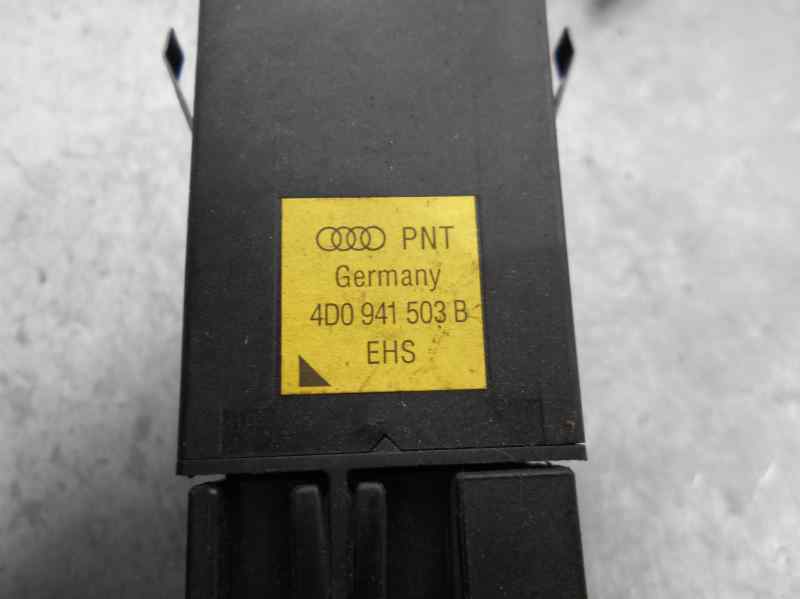 PNT
Germany
4D0 941 503 B
EHS